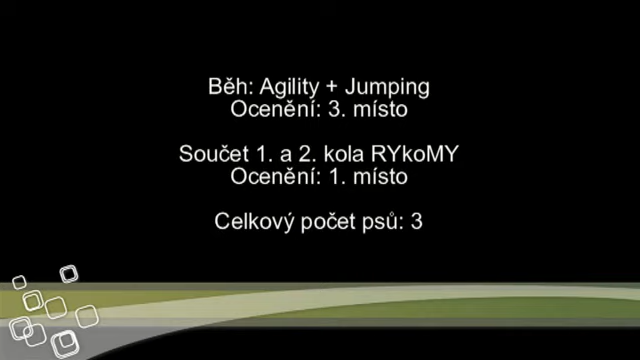 Běh: Agility + Jumping
Ocenění: 3. místo
Součet 1. a 2. kola RYkoMY
Ocenění: 1. místo
Celkový počet psů: 3